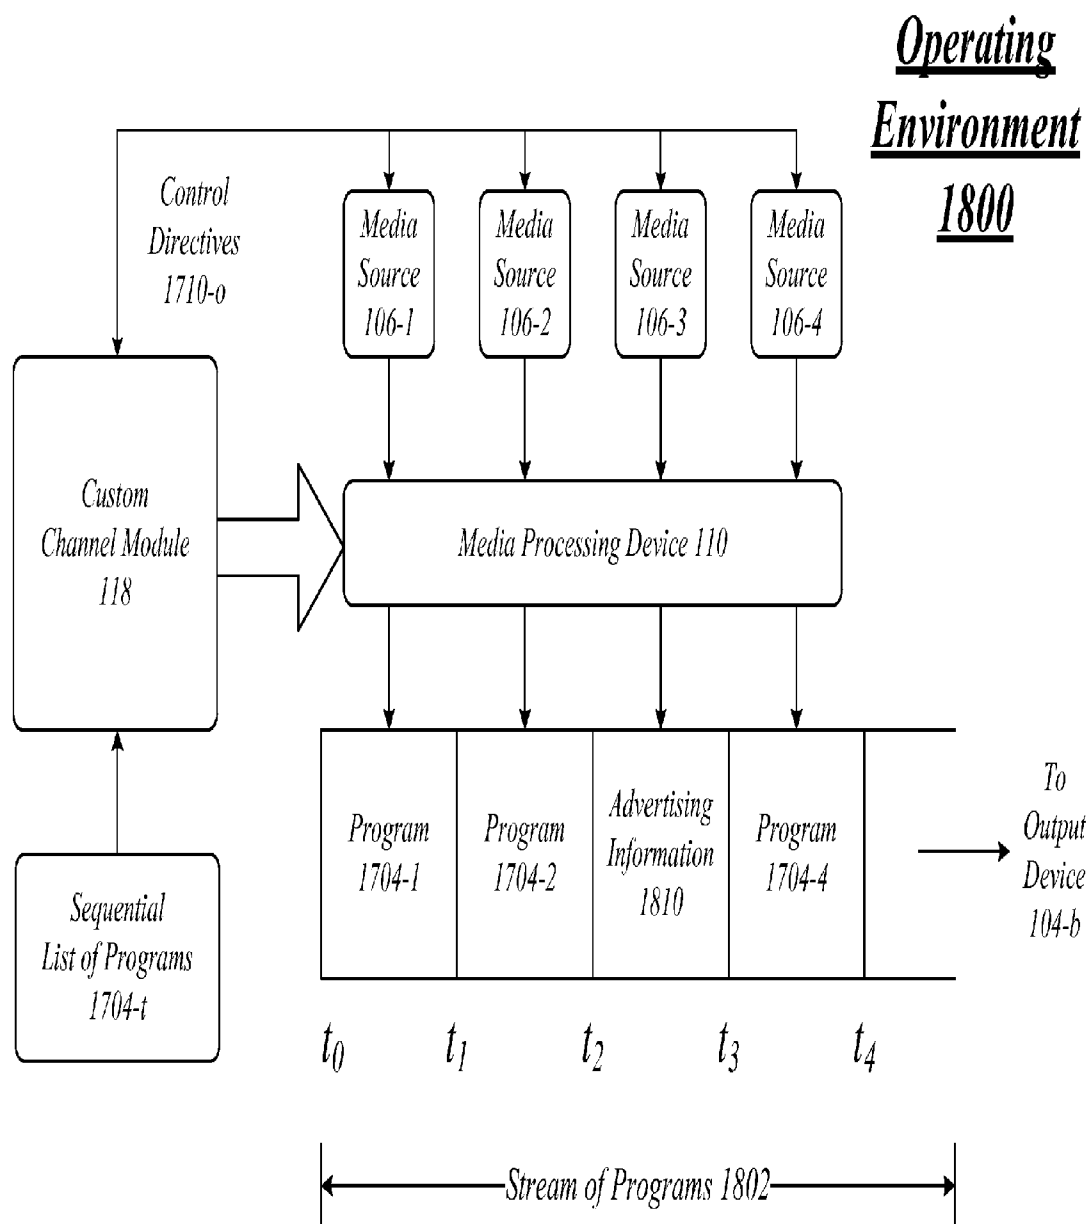 Operating
Environment
1800
Control
Directives
1710-o
Media
Source
106-1
Media
Source
106-2
Media
Source
106-3
Media
Source
106-4
Custom
Channel Module
118
Media Processing Device 110
Sequential
List of Programs
1704-t
Program
1704-1
Program
1704-2
Advertising
Information
1810
Program
1704-4
To
Output
Device
104-b
t0
t1
t2
t3
t4
Stream of Programs 1802